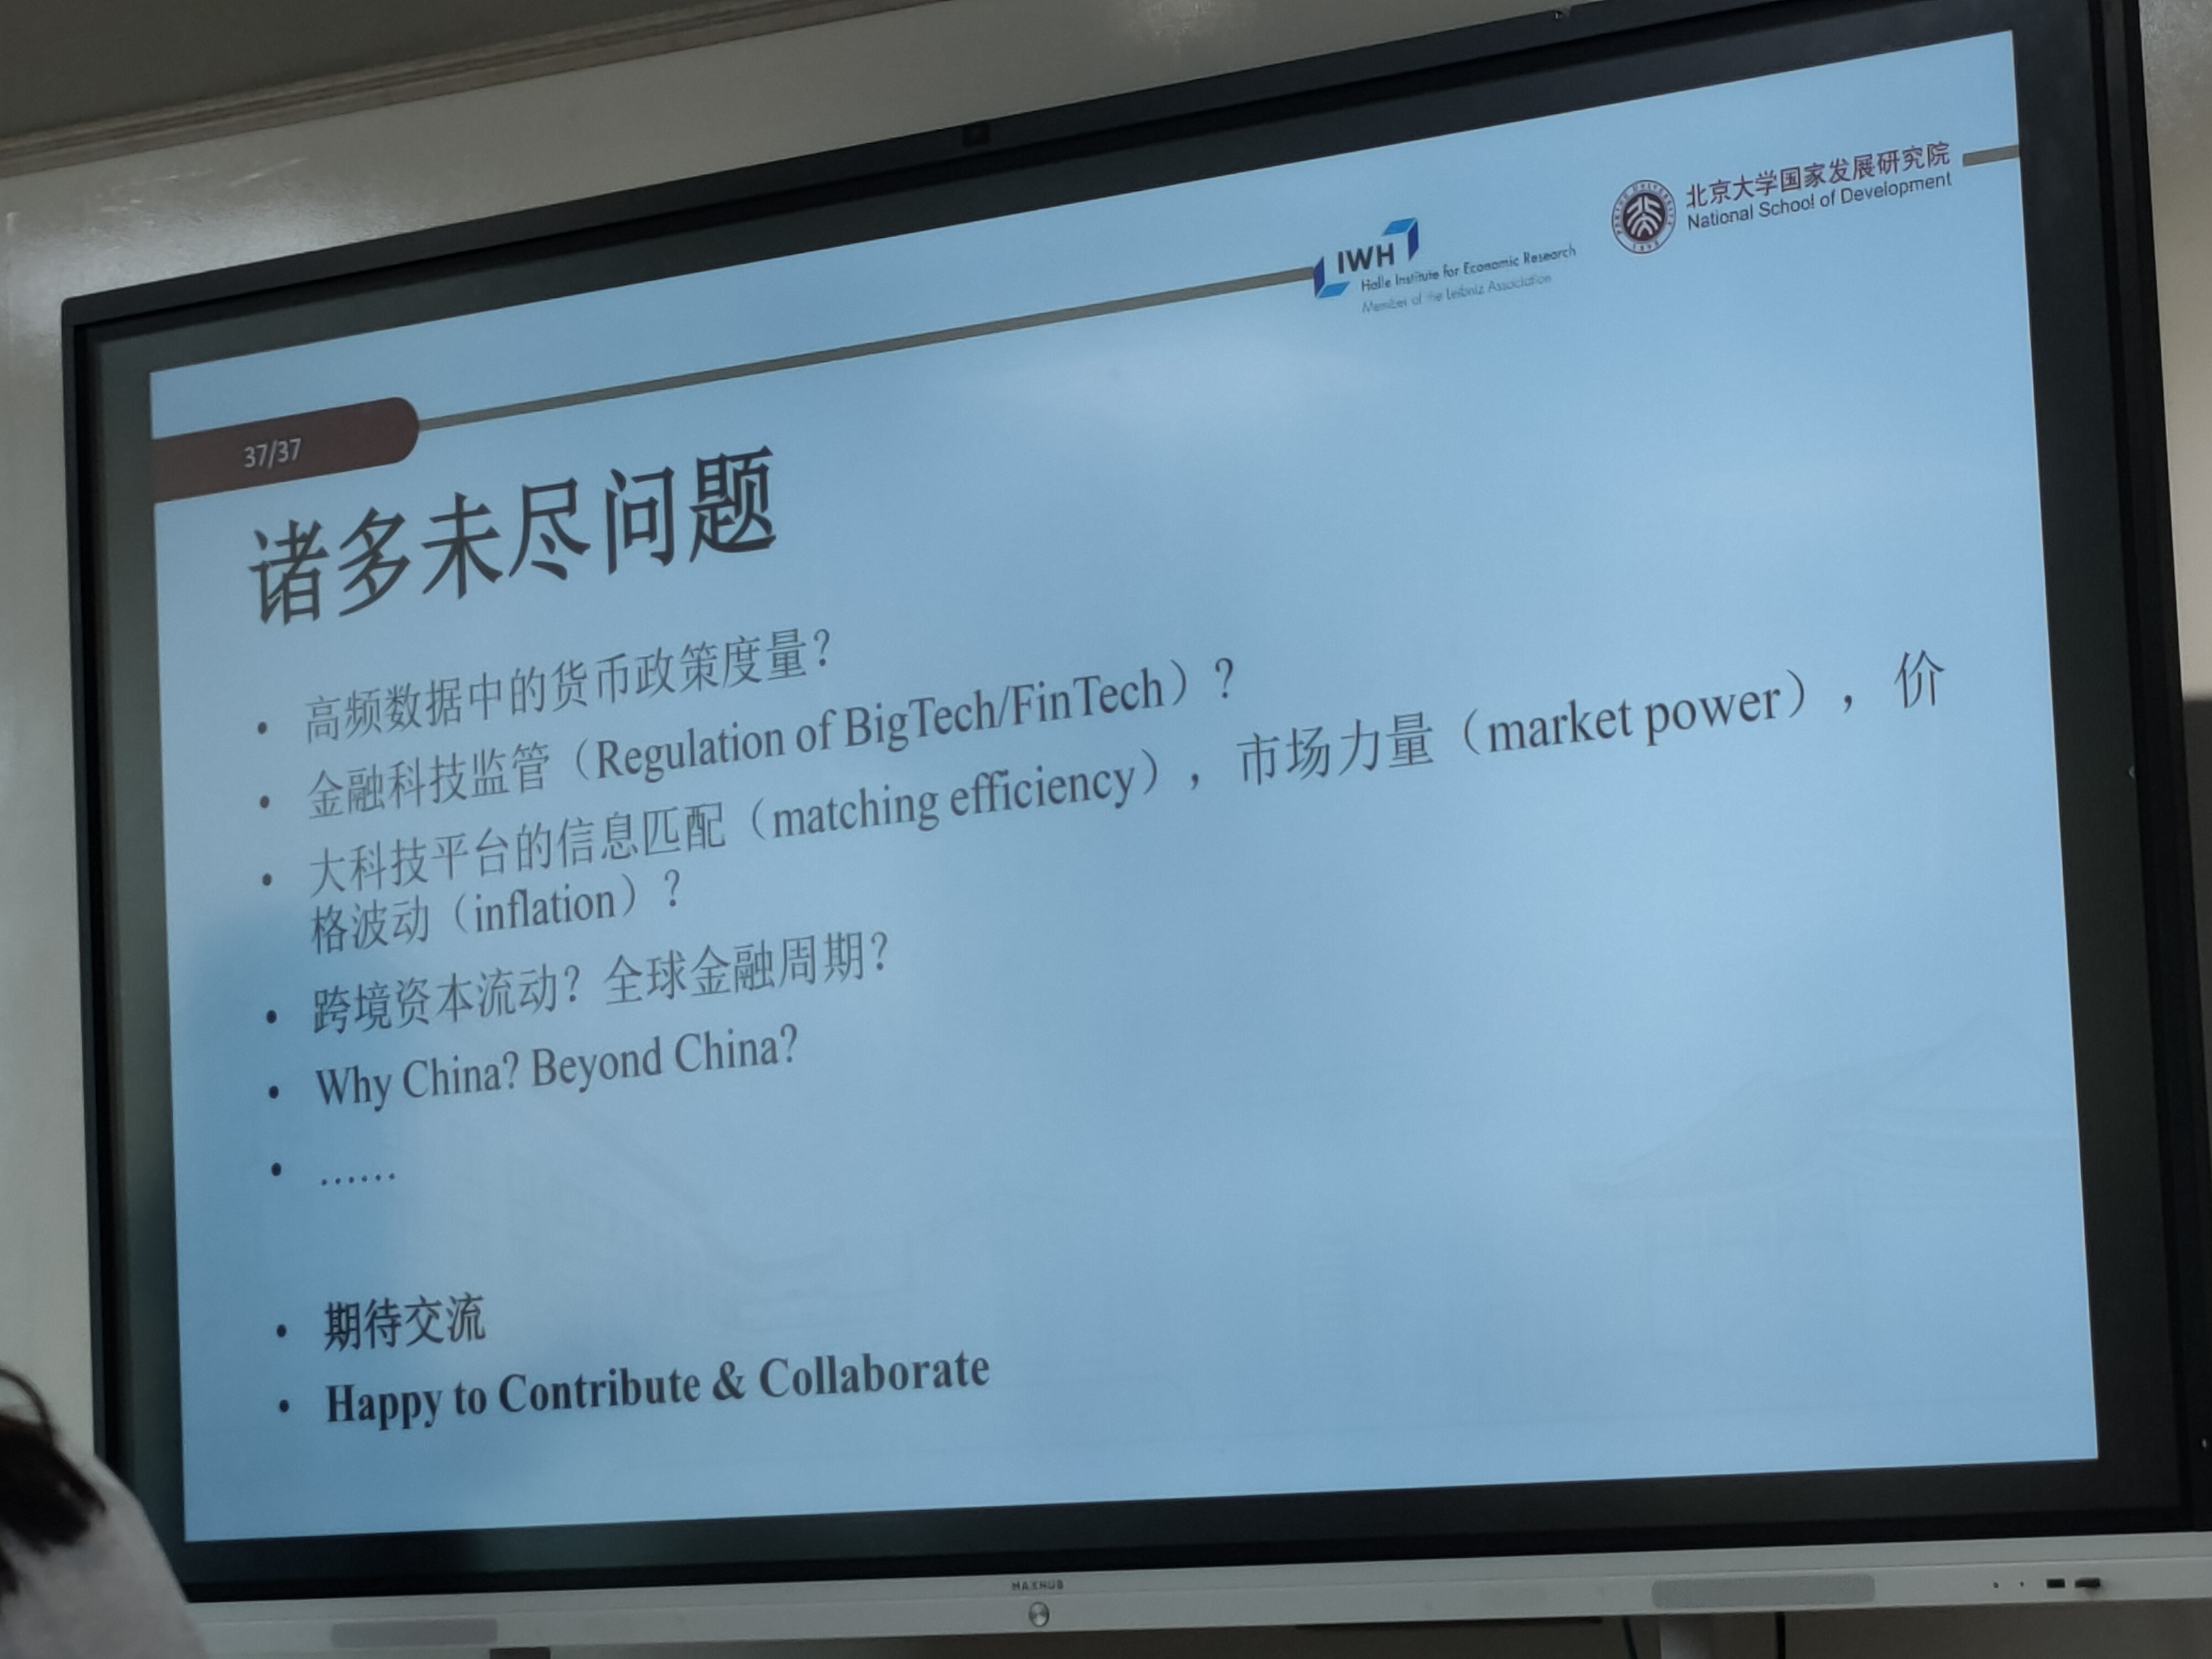 北京大学国家发展研究院
National School of Development
IWH
Halle Institute for Economic Research
Member of the Leibniz Association
37/37
诸多未尽问题
• 高频数据中的货币政策度量？
• 金融科技监管（Regulation of BigTech/FinTech）？
• 大科技平台的信息匹配（matching efficiency），市场力量（market power），价
格波动（inflation）？
• 跨境资本流动？全球金融周期？
• Why China? Beyond China?
• ……
• 期待交流
• Happy to Contribute & Collaborate
MAXHUB